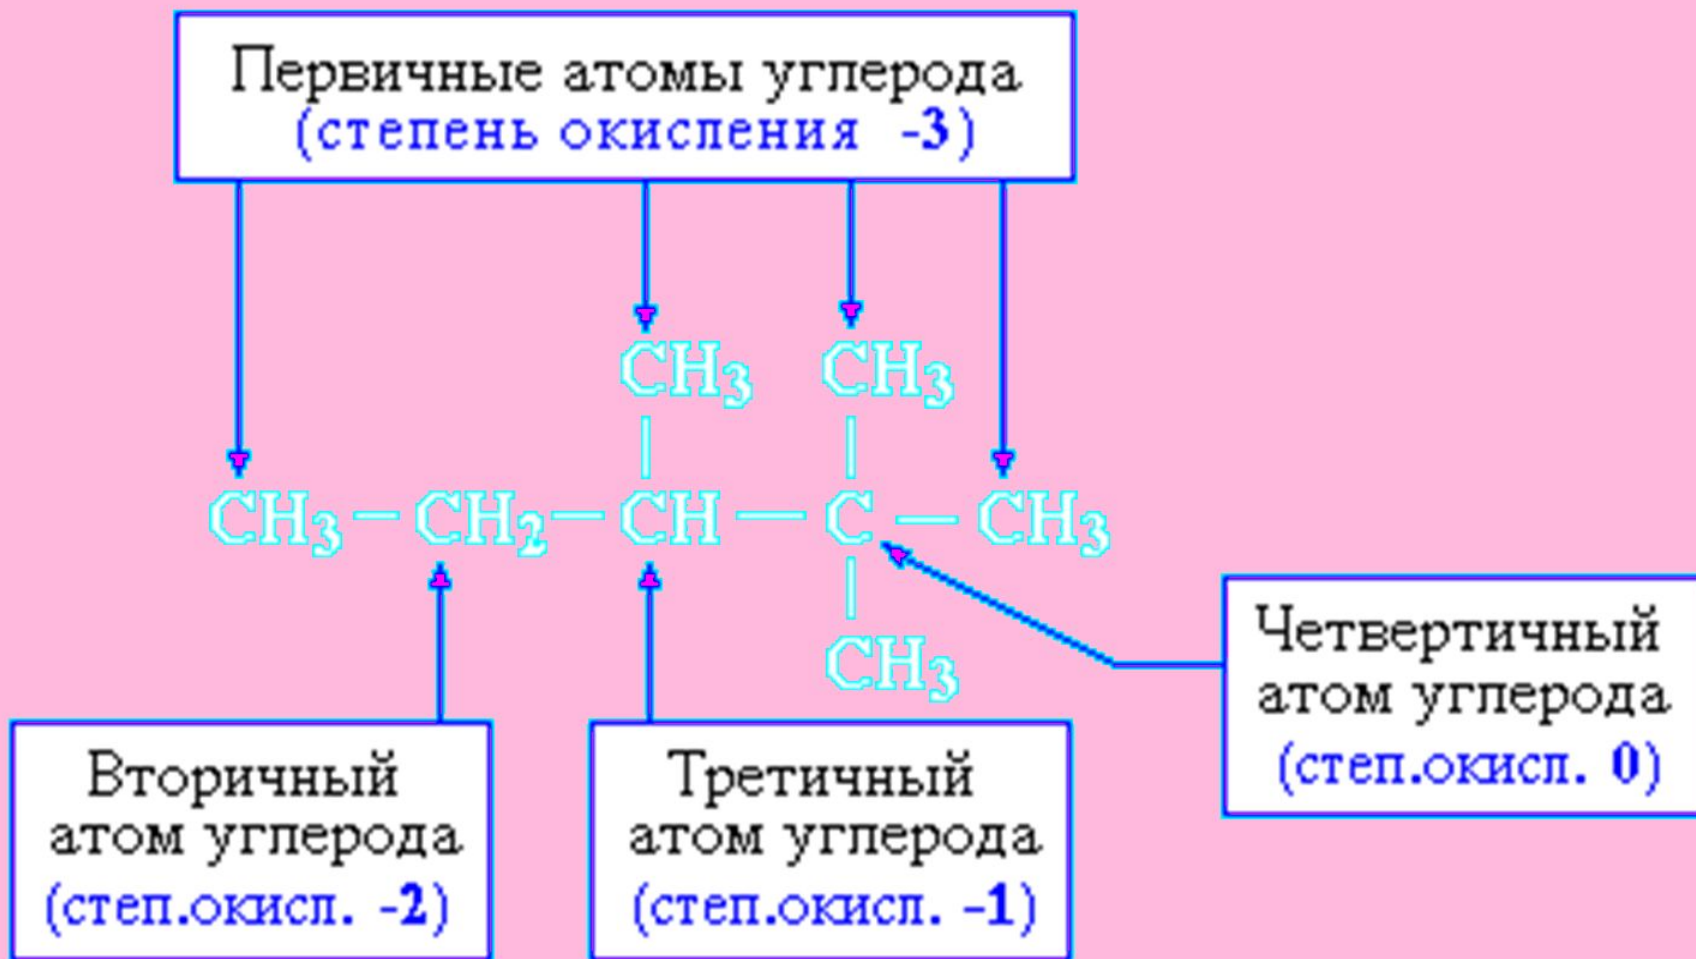 Первичные атомы углерода
(степень окисления -3)
CH3 CH3
CH3 — CH2 — CH — C — CH3
CH3
Четвертичный
атом углерода
(степ.окисл. 0)
Вторичный
атом углерода
(степ.окисл. -2)
Третичный
атом углерода
(степ.окисл. -1)